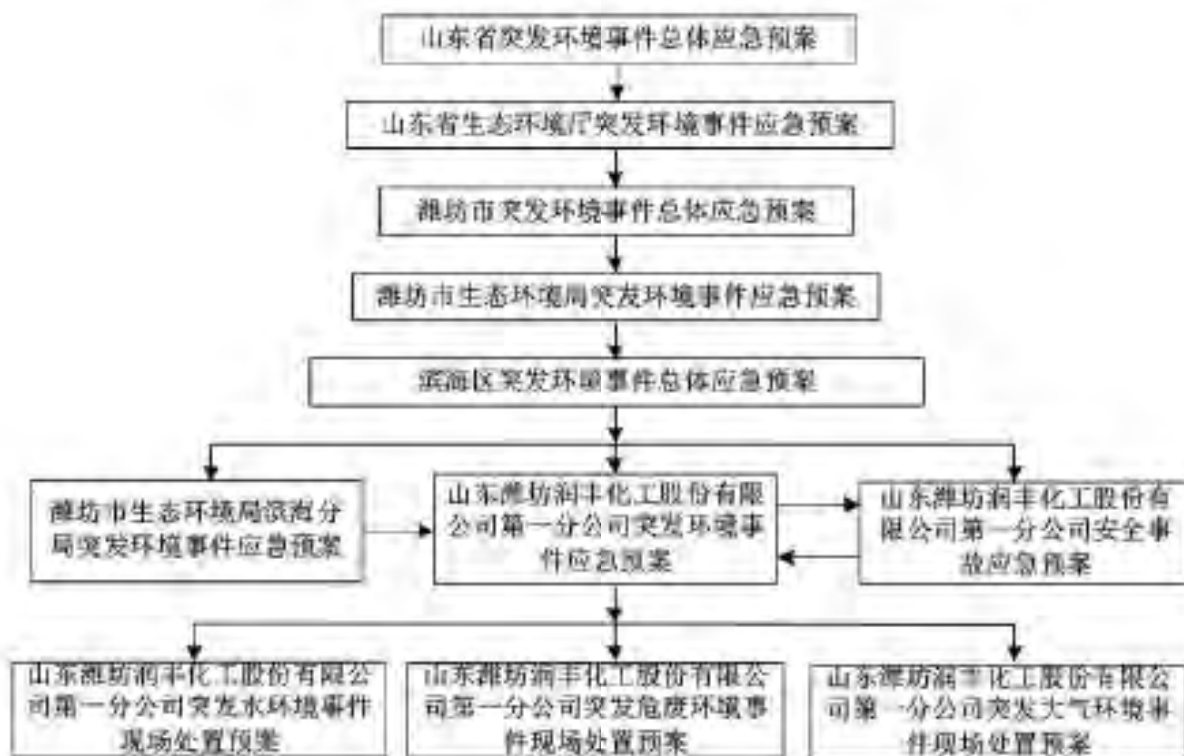 山东省突发环境事件总体应急预案
山东省生态环境厅突发环境事件应急预案
潍坊市突发环境事件总体应急预案
潍坊市生态环境局突发环境事件应急预案
滨海区突发环境事件总体应急预案
潍坊市生态环境局滨海分
局突发环境事件应急预案
山东潍坊润丰化工股份有限
公司第一分公司突发环境事
件应急预案
山东潍坊润丰化工股份有
限公司第一分公司安全事
故应急预案
山东潍坊润丰化工股份有限公
司第一分公司突发水环境事件
现场处置预案
山东潍坊润丰化工股份有限公
司第一分公司突发危废环境事
件现场处置预案
山东潍坊润丰化工股份有限公
司第一分公司突发大气环境事
件现场处置预案